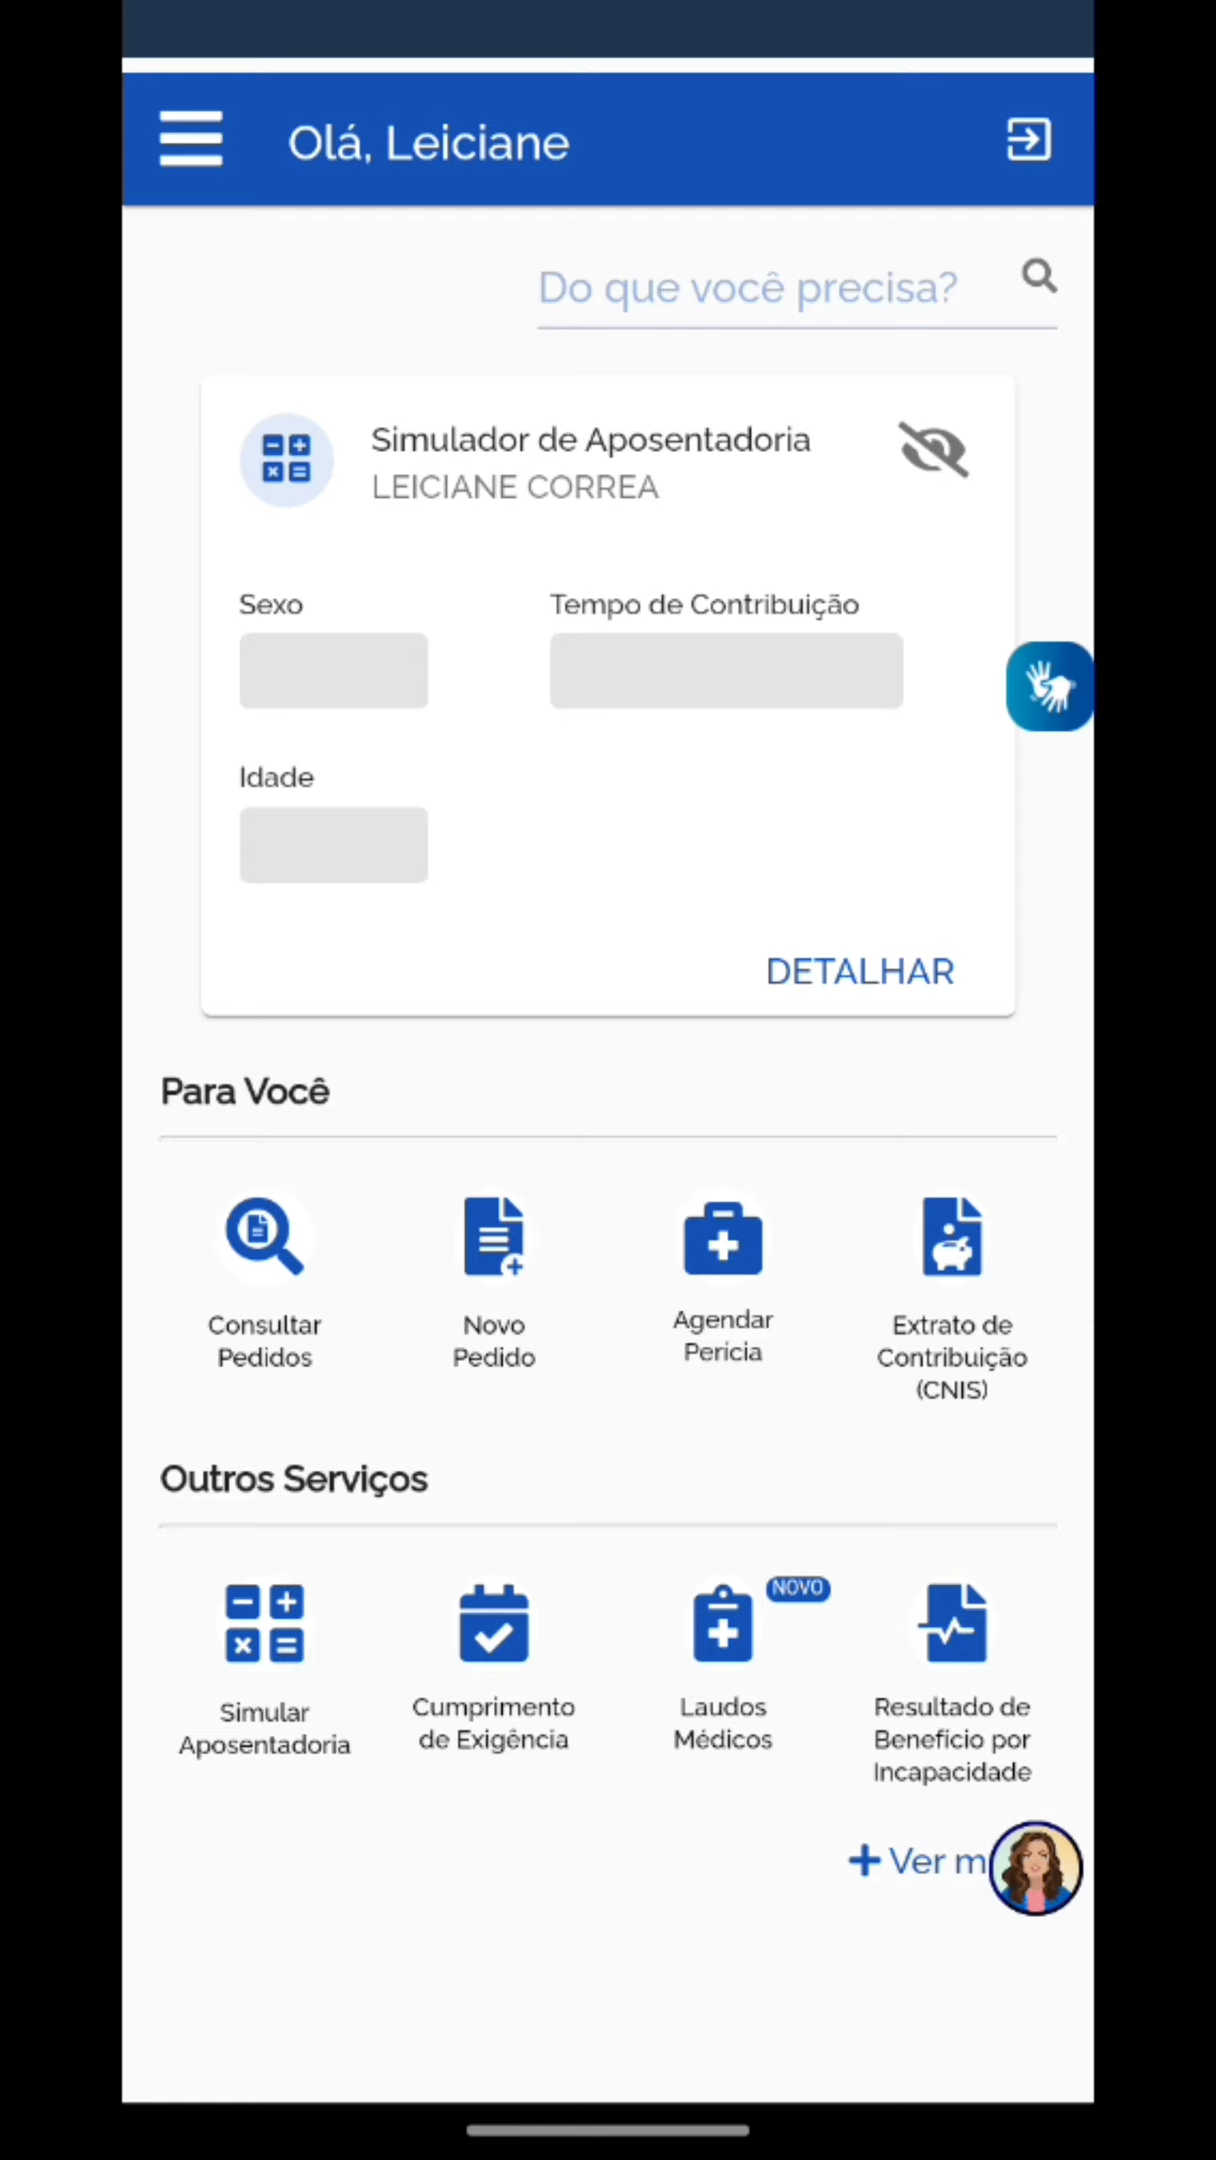 Olá, Leiciane
Do que você precisa?
Simulador de Aposentadoria
LEICIANE CORREA
Sexo
Tempo de Contribuição
Idade
DETALHAR
Para Você
Consultar
Pedidos
Novo
Pedido
Agendar
Perícia
Extrato de
Contribuição
(CNIS)
Outros Serviços
Simular
Aposentadoria
Cumprimento
de Exigência
NOVO
Laudos
Médicos
Resultado de
Benefício por
Incapacidade
+ Ver m